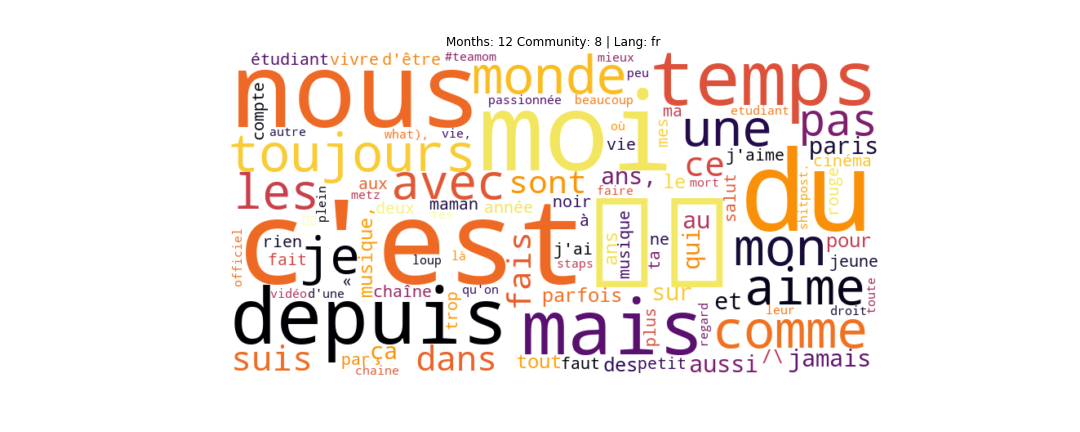 Months: 12 Community: 8 | Lang: fr
étudiant vivre d'être #teamom mieux
nous monde peu temps
compte passionnée beaucoup ma etudiant
autre what), vie, moi où vie mes une pas
toujours ce j'aime paris
les metz aux avec sont ans, faire le mort salut cinéma
plein deux maman année noir à du shitpost. rouge
c'est ans musique ta ne au qui
officiel rien fait je musique, loup là fais j'ai staps mon pour jeune
« vidéo d'une chaîne qu'on parfois sur et aime toute
depuis trop mais plus regard leur droit comme
suis par ça chaine dans tout faut des petit aussi /\ jamais